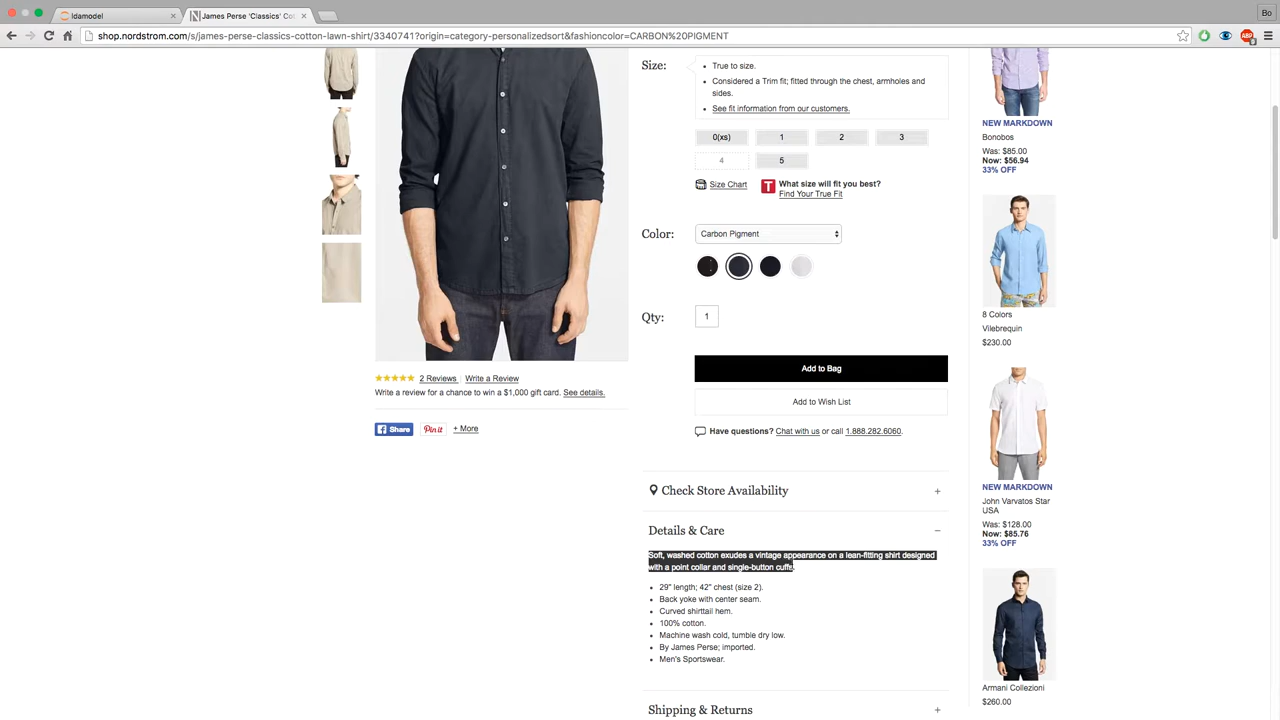 ldamodel
James Perse 'Classics' Cot
Bo
shop.nordstrom.com/s/james-perse-classics-cotton-lawn-shirt/3340741?origin=category-personalizedsort&fashioncolor=CARBON%20PIGMENT
Size:
True to size.
Considered a Trim fit; fitted through the chest, armholes and
sides.
See fit information from our customers.
0(xs) 1 2 3
4 5
Size Chart
What size will fit you best?
Find Your True Fit
Color:
Carbon Pigment
Qty:
1
Add to Bag
Add to Wish List
Have questions? Chat with us or call 1.888.282.6060.
2 Reviews | Write a Review
Write a review for a chance to win a $1,000 gift card. See details.
Share
Pin it
+ More
Check Store Availability +
Details & Care −
Soft, washed cotton exudes a vintage appearance on a lean-fitting shirt designed
with a point collar and single-button cuffs.
29" length; 42" chest (size 2).
Back yoke with center seam.
Curved shirttail hem.
100% cotton.
Machine wash cold, tumble dry low.
By James Perse; imported.
Men's Sportswear.
Shipping & Returns +
NEW MARKDOWN
Bonobos
Was: $85.00
Now: $56.94
33% OFF
8 Colors
Vilebrequin
$230.00
NEW MARKDOWN
John Varvatos Star
USA
Was: $128.00
Now: $85.76
33% OFF
Armani Collezioni
$260.00